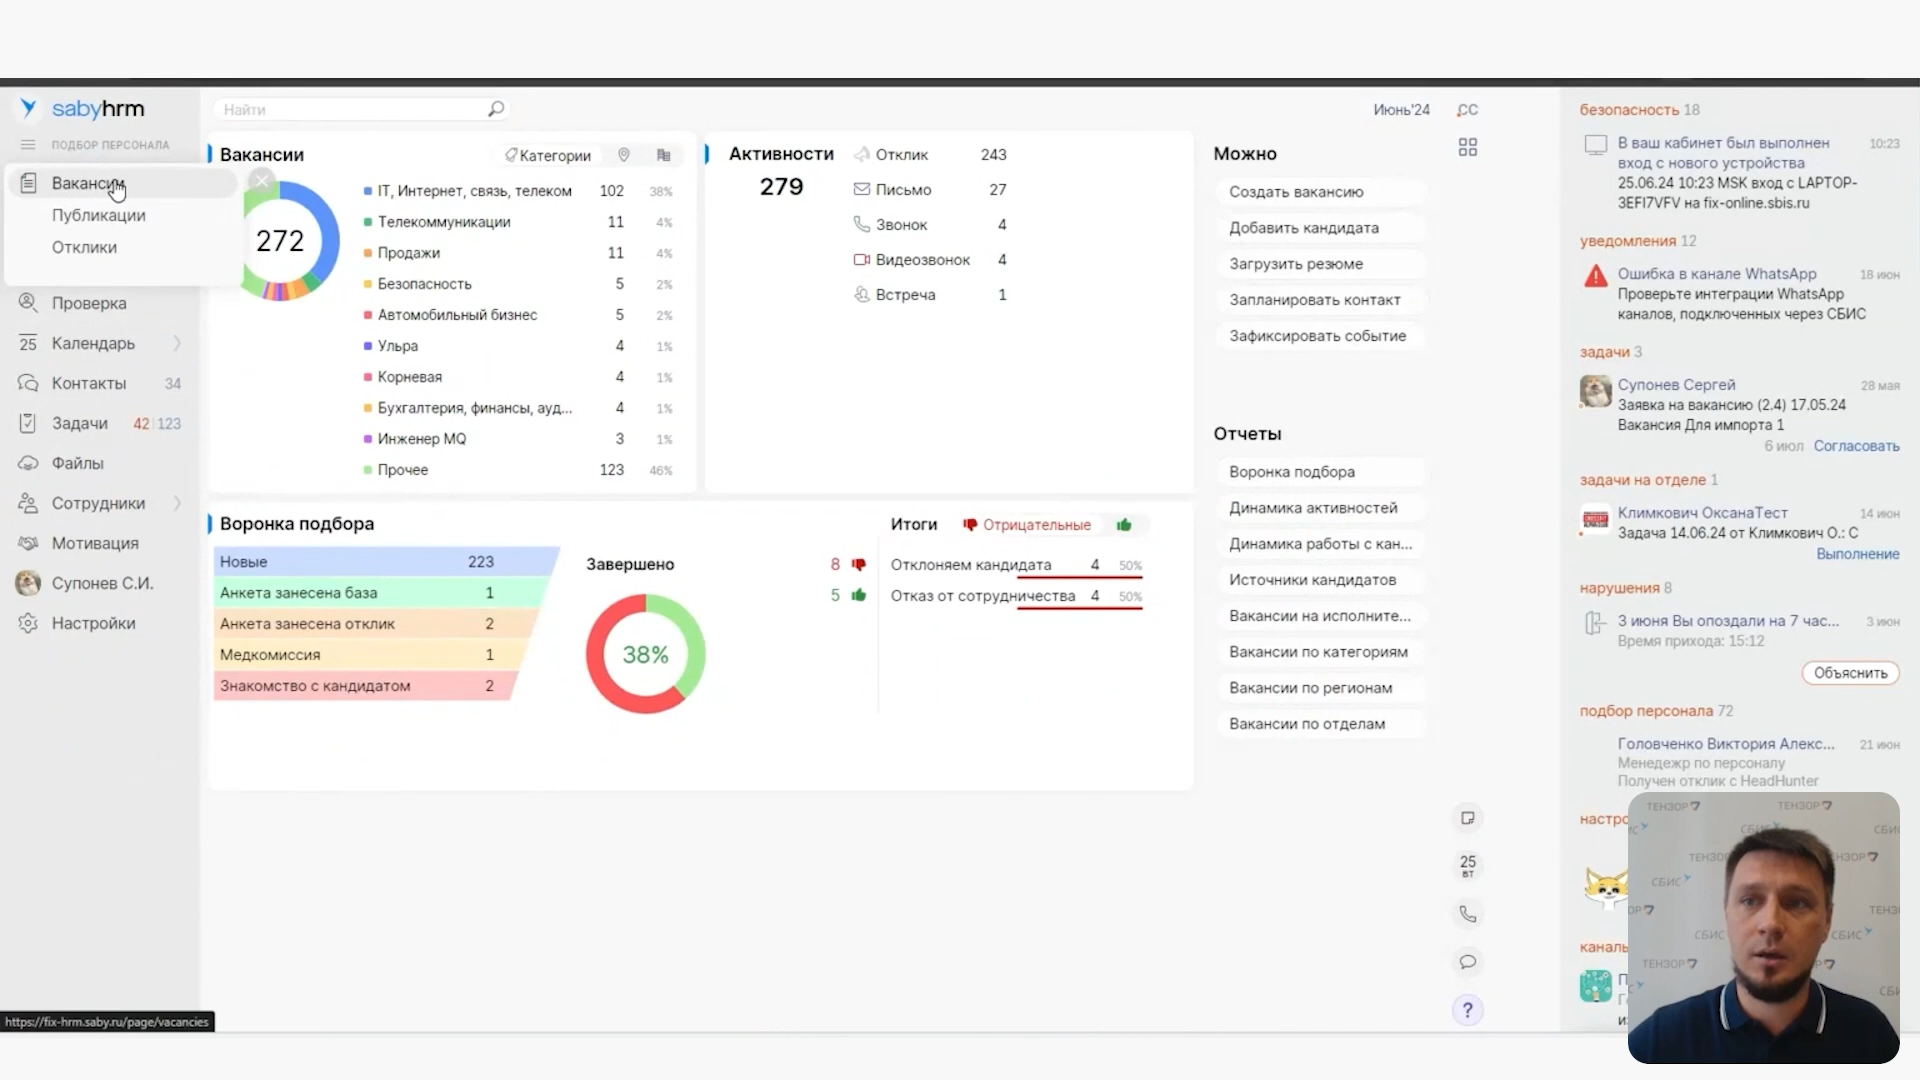 sabyhrm
ПОДБОР ПЕРСОНАЛА
Вакансии
Публикации
Отклики
Проверка
25 Календарь
Контакты 34
Задачи 42 123
Файлы
Сотрудники
Мотивация
Супонев С.И.
Настройки
https://fix-hrm.saby.ru/page/vacancies
Найти
Июнь'24
СС
Вакансии
Категории
272
IT, Интернет, связь, телеком 102 38%
Телекоммуникации 11 4%
Продажи 11 4%
Безопасность 5 2%
Автомобильный бизнес 5 2%
Ульра 4 1%
Корневая 4 1%
Бухгалтерия, финансы, ауд... 4 1%
Инженер MQ 3 1%
Прочее 123 46%
Активности
279
Отклик 243
Письмо 27
Звонок 4
Видеозвонок 4
Встреча 1
Воронка подбора
Новые 223
Анкета занесена база 1
Анкета занесена отклик 2
Медкомиссия 1
Знакомство с кандидатом 2
Завершено
8
5
38%
Итоги Отрицательные
Отклоняем кандидата 4 50%
Отказ от сотрудничества 4 50%
Можно
Создать вакансию
Добавить кандидата
Загрузить резюме
Запланировать контакт
Зафиксировать событие
Отчеты
Воронка подбора
Динамика активностей
Динамика работы с кан...
Источники кандидатов
Вакансии на исполните...
Вакансии по категориям
Вакансии по регионам
Вакансии по отделам
25
ВТ
?
безопасность 18
В ваш кабинет был выполнен 10:23
вход с нового устройства
25.06.24 10:23 MSK вход с LAPTOP-
3EFI7VFV на fix-online.sbis.ru
уведомления 12
Ошибка в канале WhatsApp 18 июн
Проверьте интеграции WhatsApp
каналов, подключенных через СБИС
задачи 3
Супонев Сергей 28 мая
Заявка на вакансию (2.4) 17.05.24
Вакансия Для импорта 1
6 июл Согласовать
задачи на отделе 1
Климкович ОксанаТест 14 июн
Задача 14.06.24 от Климкович О.: С
Выполнение
нарушения 8
3 июня Вы опоздали на 7 час... 3 июн
Время прихода: 15:12
Объяснить
подбор персонала 72
Головченко Виктория Алекс... 21 июн
Менеджер по персоналу
Получен отклик с HeadHunter
настро
каналь
ТЕНЗОР ТЕНЗОР
СБИС
СБИС
СБИС СБИС
ТЕНЗОР